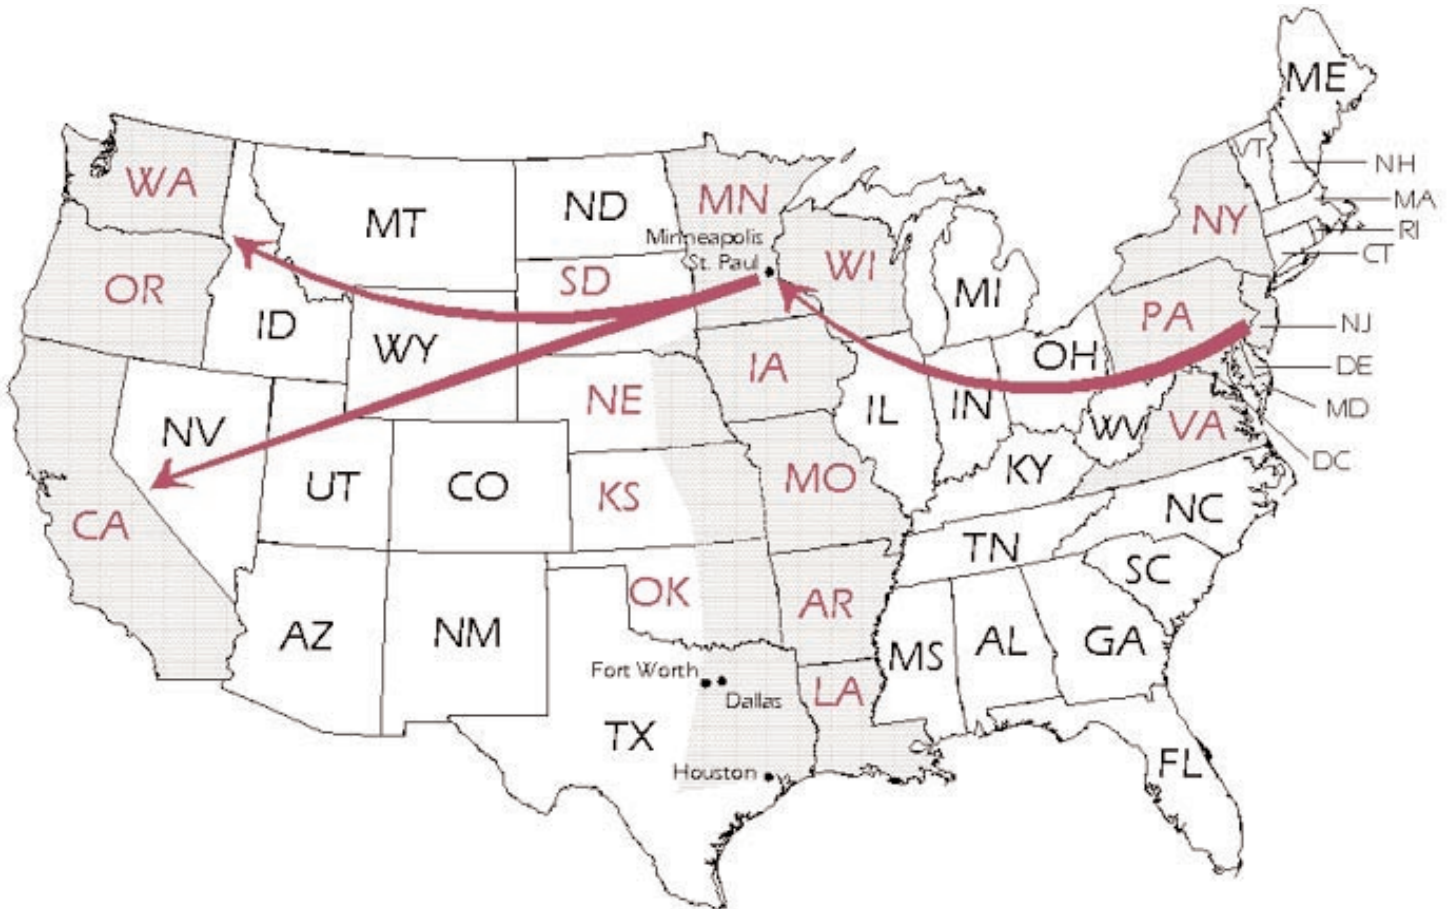 ME
WA
MT
ND
MN
VT
NH
MA
NY
RI
CT
Minneapolis
St. Paul
WI
OR
SD
MI
ID
WY
PA
NJ
OH
DE
IA
NE
IL
IN
MD
NV
WV
VA
DC
UT
CO
KS
MO
KY
CA
NC
TN
SC
OK
AR
AZ
NM
MS
AL
GA
Fort Worth
Dallas
LA
TX
Houston
FL